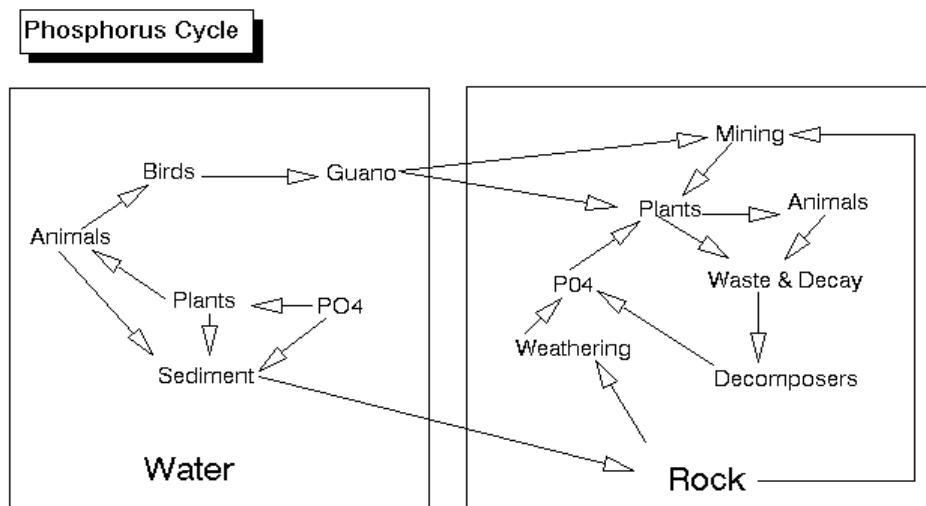 Phosphorus Cycle
Birds
Guano
Animals
Plants
PO4
Sediment
Water
Mining
Plants
Animals
P04
Waste & Decay
Weathering
Decomposers
Rock